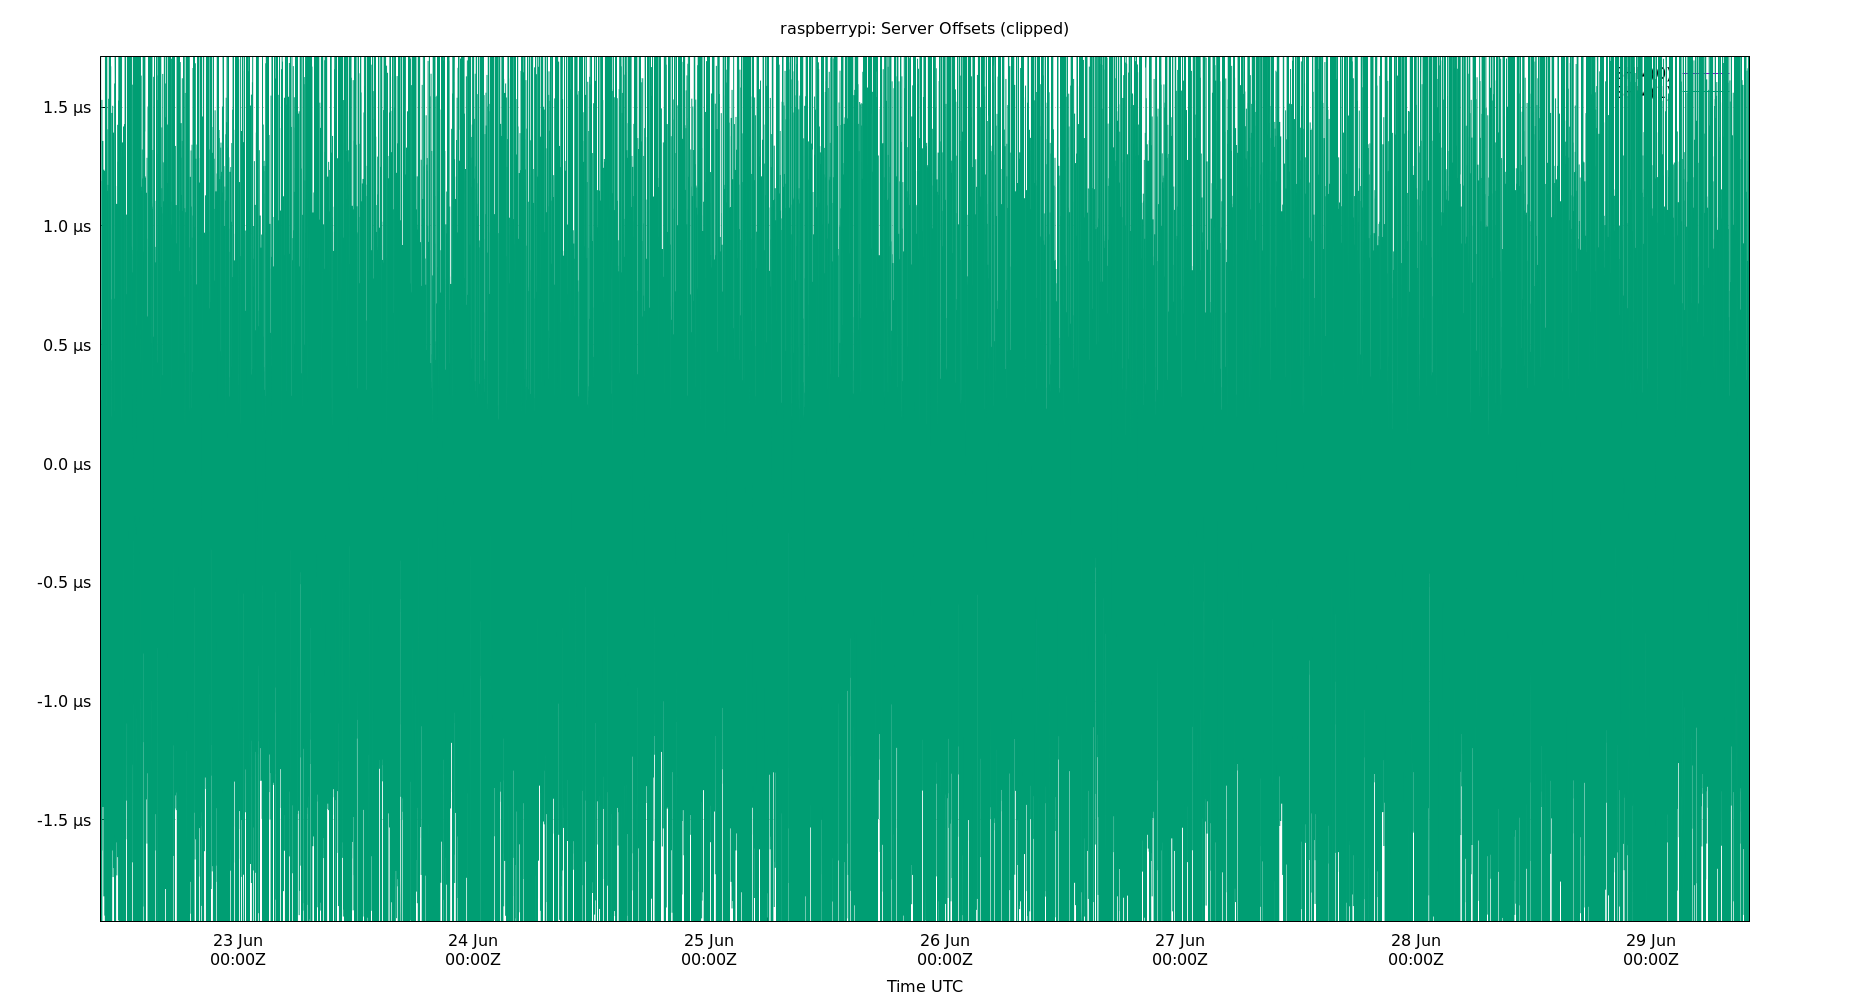 raspberrypi: Server Offsets (clipped)
1.5 µs
1.0 µs
0.5 µs
0.0 µs
-0.5 µs
-1.0 µs
-1.5 µs
23 Jun 24 Jun 25 Jun 26 Jun 27 Jun 28 Jun 29 Jun
00:00Z 00:00Z 00:00Z 00:00Z 00:00Z 00:00Z 00:00Z
Time UTC